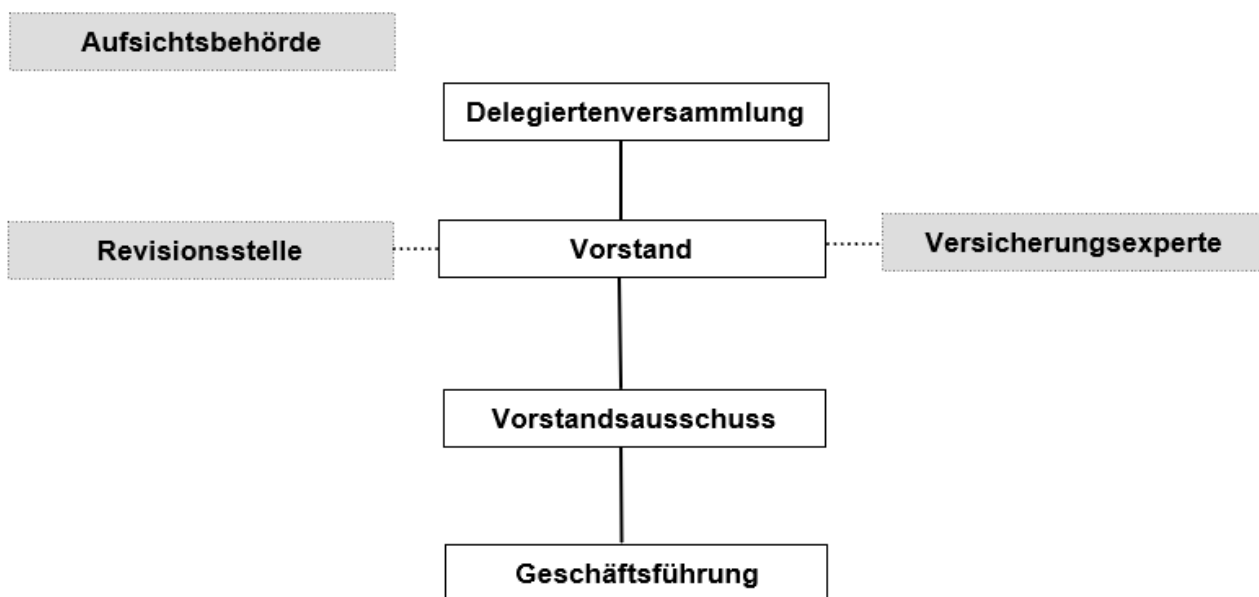 Aufsichtsbehörde
Delegiertenversammlung
Revisionsstelle
Vorstand
Versicherungsexperte
Vorstandsausschuss
Geschäftsführung